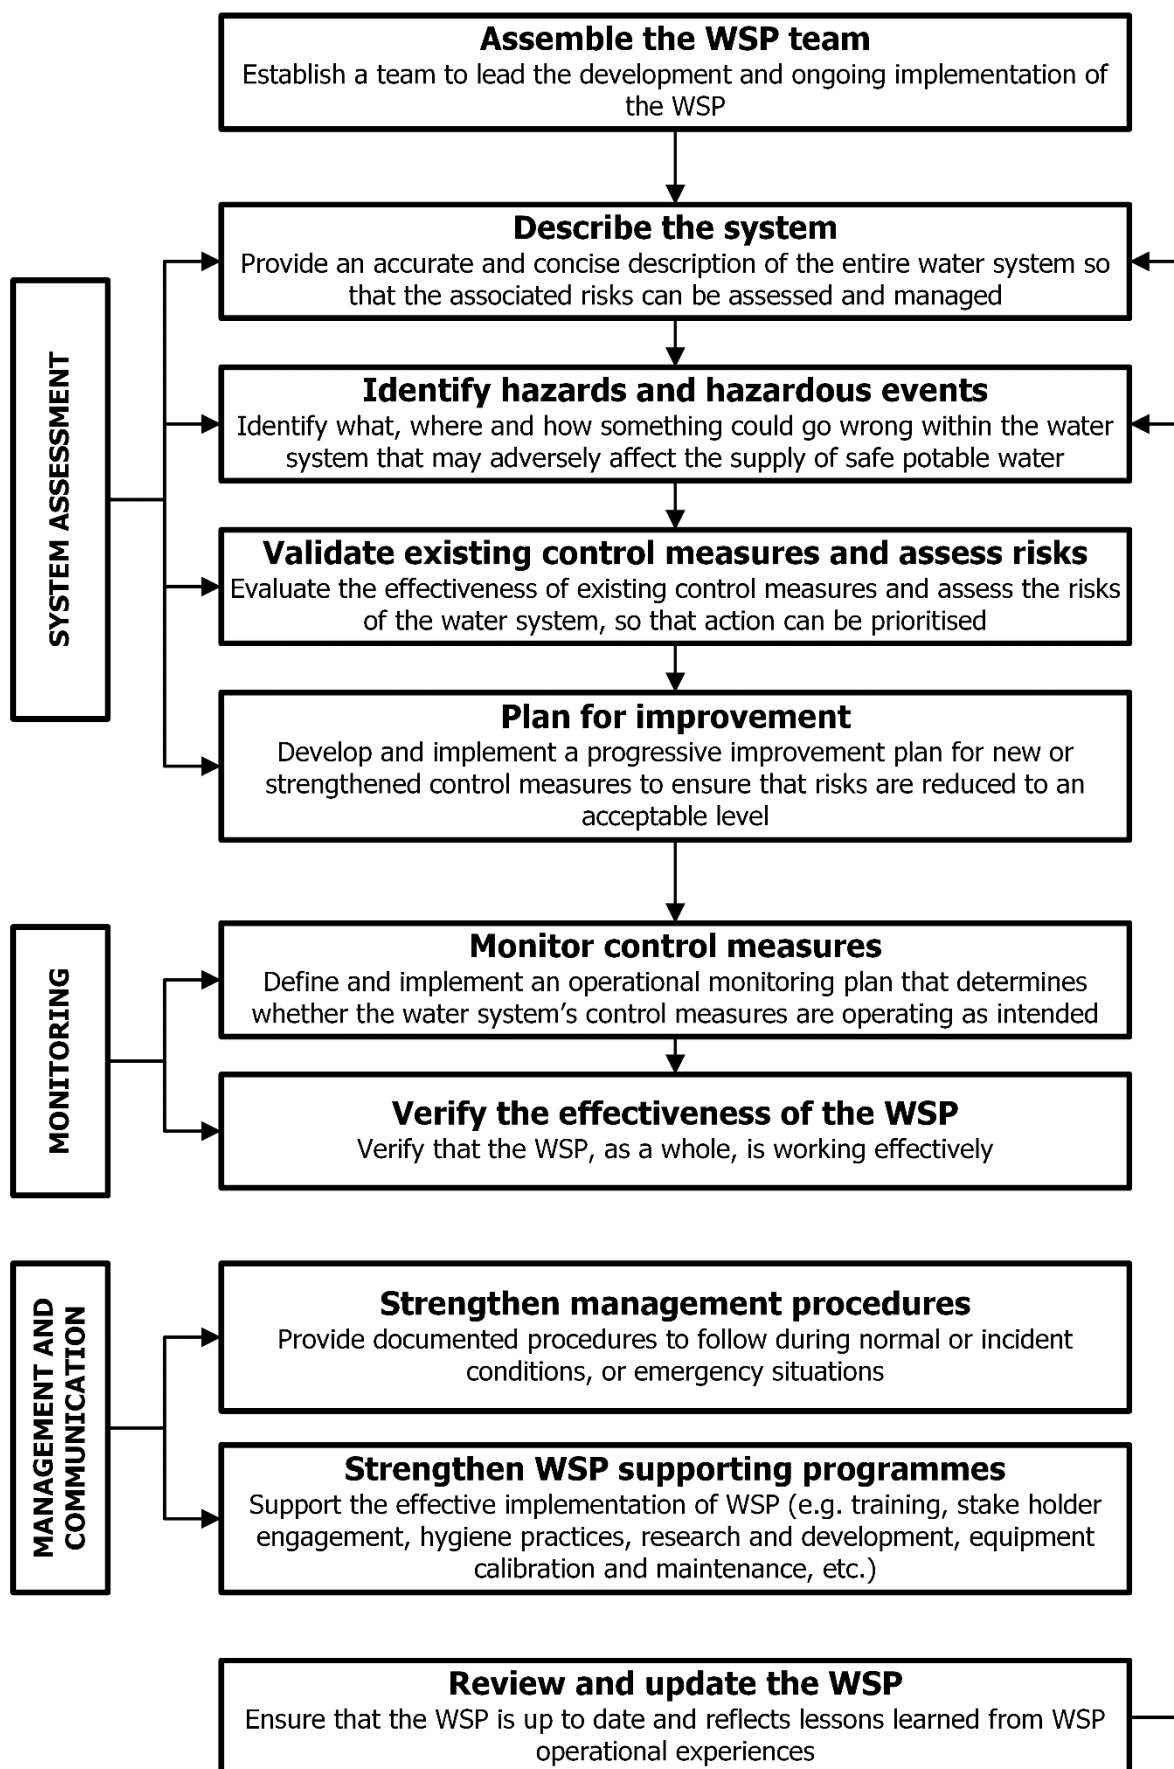 Assemble the WSP team
Establish a team to lead the development and ongoing implementation of
the WSP
Describe the system
Provide an accurate and concise description of the entire water system so
that the associated risks can be assessed and managed
Identify hazards and hazardous events
Identify what, where and how something could go wrong within the water
system that may adversely affect the supply of safe potable water
Validate existing control measures and assess risks
Evaluate the effectiveness of existing control measures and assess the risks
of the water system, so that action can be prioritised
Plan for improvement
Develop and implement a progressive improvement plan for new or
strengthened control measures to ensure that risks are reduced to an
acceptable level
SYSTEM ASSESSMENT
Monitor control measures
Define and implement an operational monitoring plan that determines
whether the water system's control measures are operating as intended
Verify the effectiveness of the WSP
Verify that the WSP, as a whole, is working effectively
MONITORING
Strengthen management procedures
Provide documented procedures to follow during normal or incident
conditions, or emergency situations
Strengthen WSP supporting programmes
Support the effective implementation of WSP (e.g. training, stake holder
engagement, hygiene practices, research and development, equipment
calibration and maintenance, etc.)
MANAGEMENT AND
COMMUNICATION
Review and update the WSP
Ensure that the WSP is up to date and reflects lessons learned from WSP
operational experiences